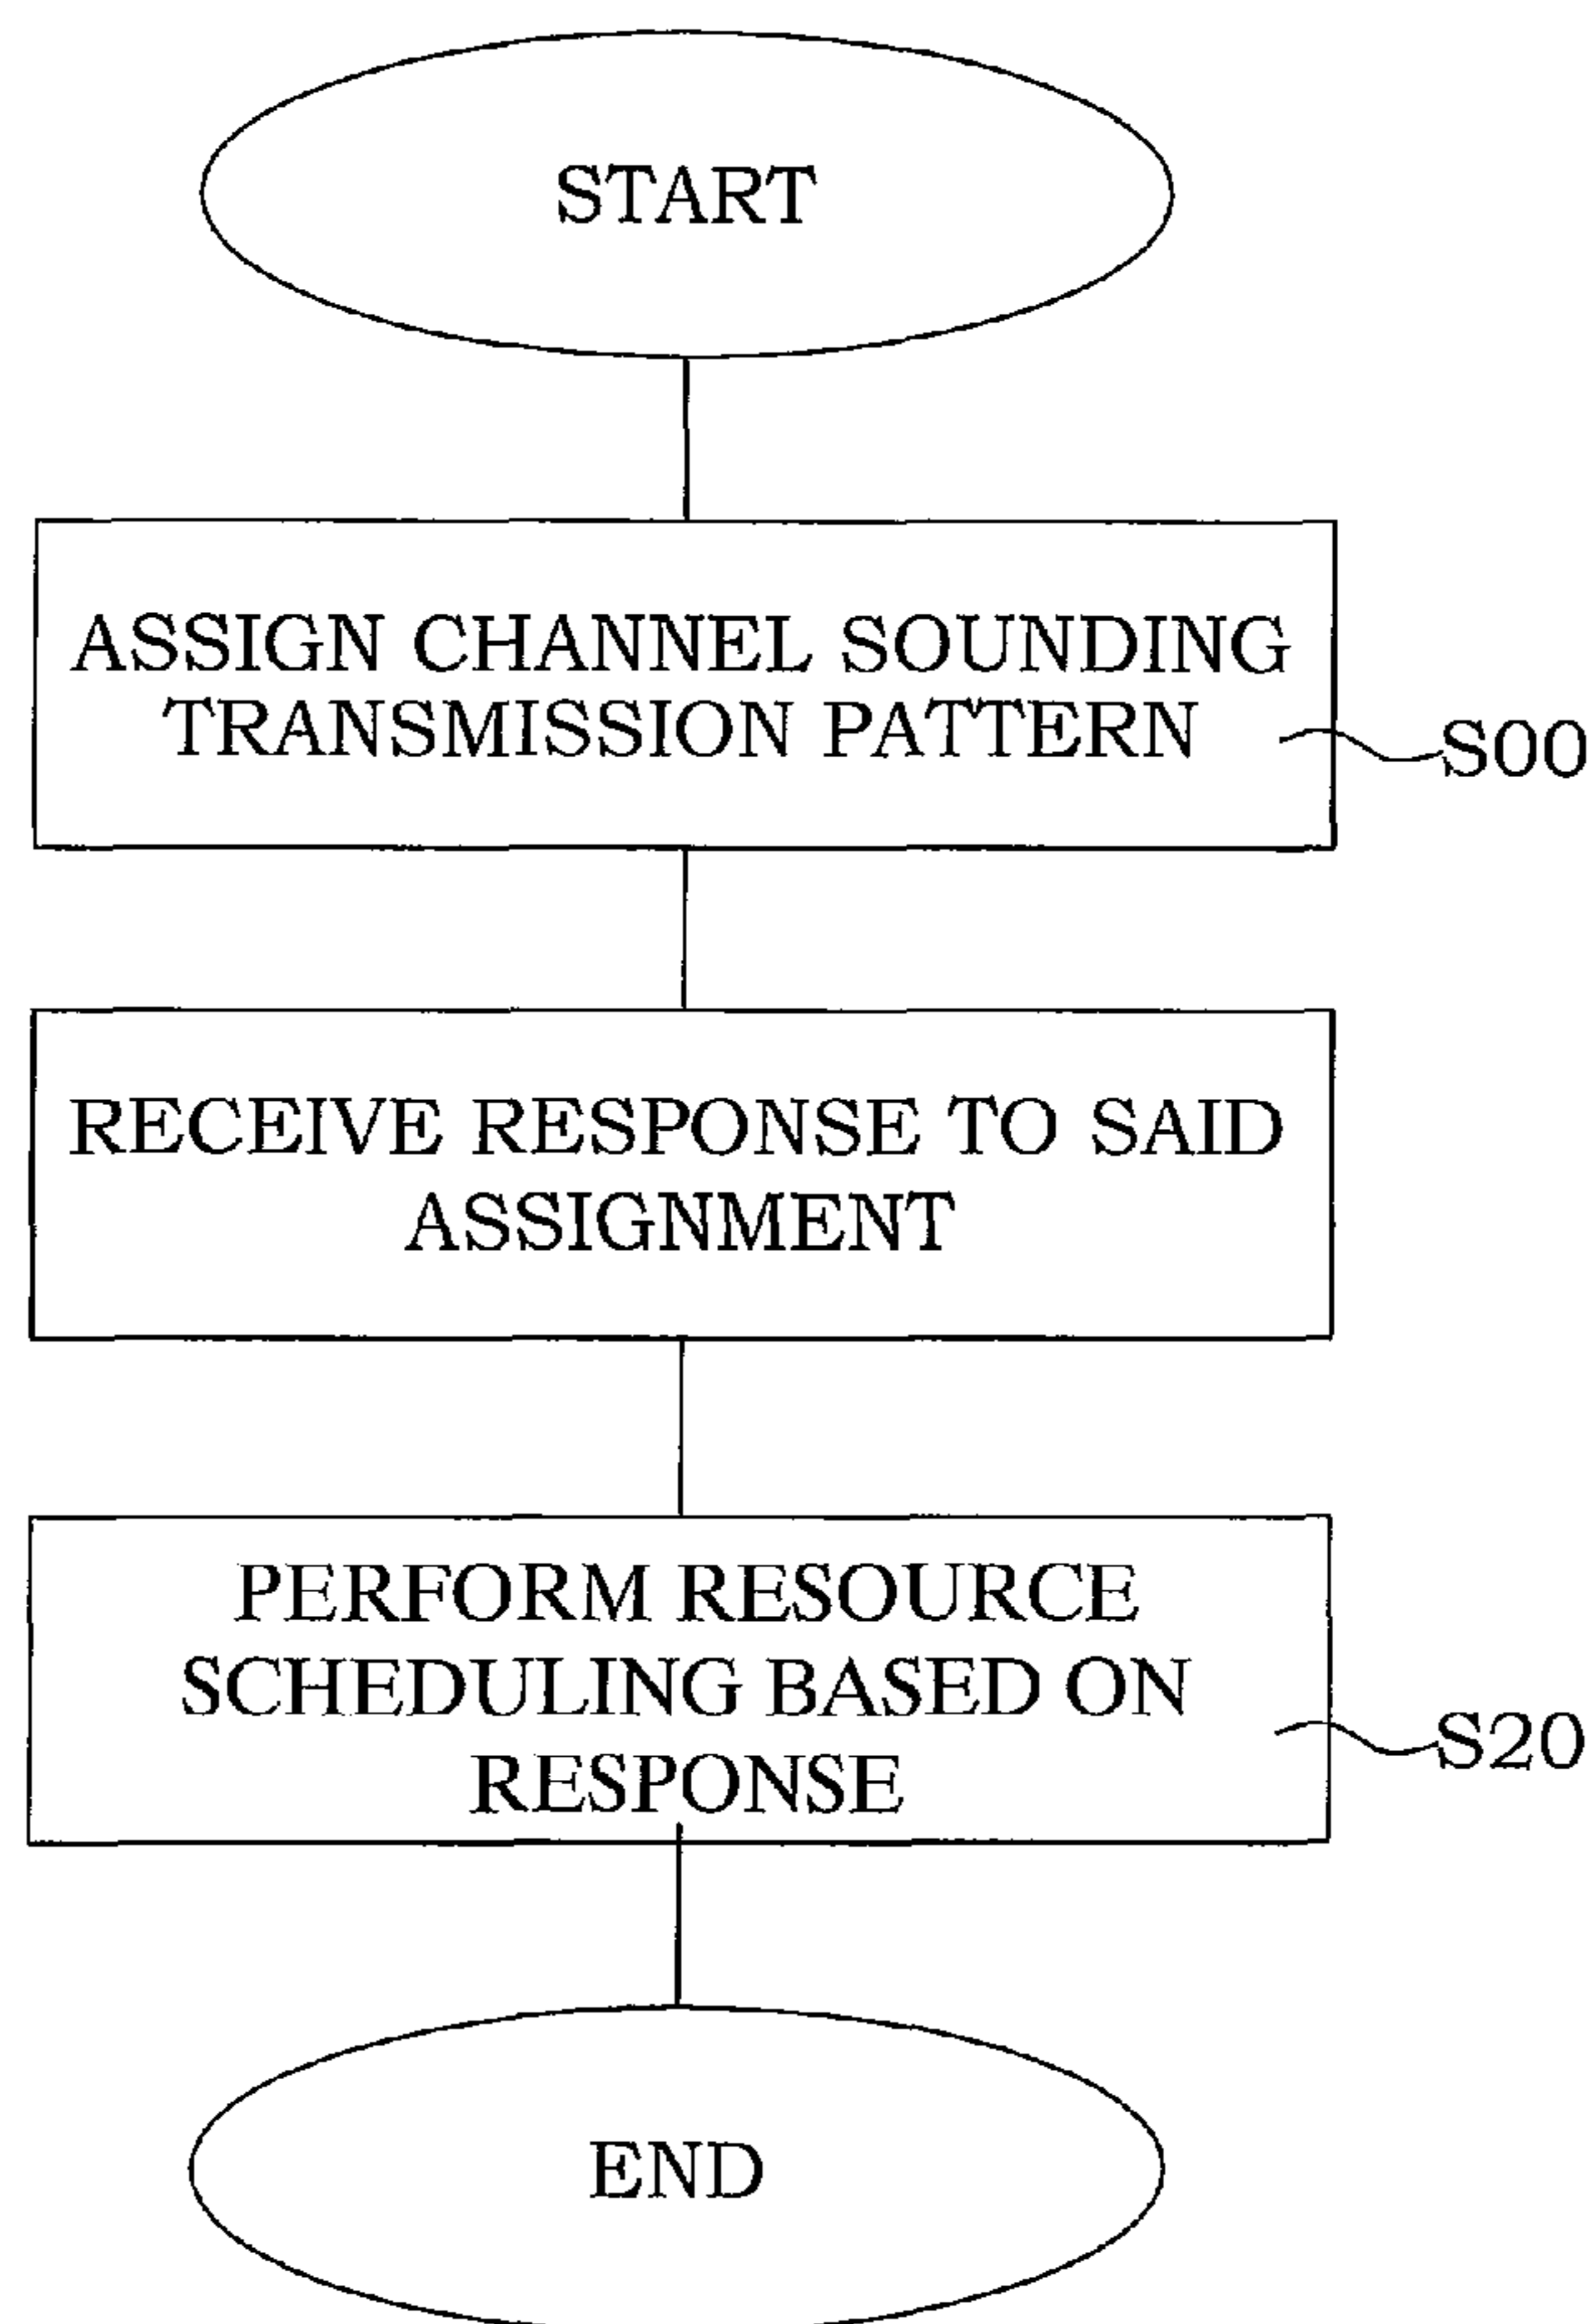 START
ASSIGN CHANNEL SOUNDING
TRANSMISSION PATTERN
S00
RECEIVE RESPONSE TO SAID
ASSIGNMENT
PERFORM RESOURCE
SCHEDULING BASED ON
RESPONSE
S20
END